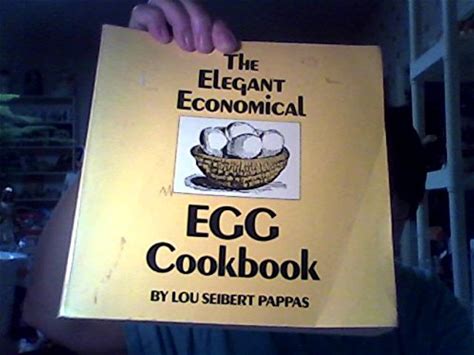 The
Elegant
Economical
EGG
Cookbook
BY LOU SEIBERT PAPPAS